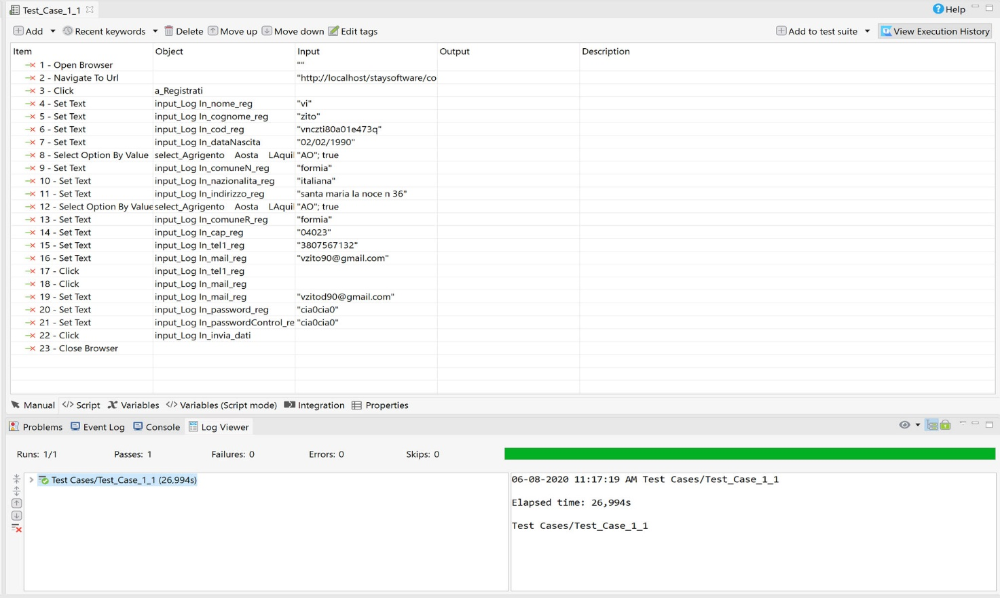 Test_Case_1_1
Help
Add Recent keywords Delete Move up Move down Edit tags Add to test suite View Execution History
Item Object Input Output Description
1 - Open Browser ""
2 - Navigate To Url "http://localhost/staysoftware/co
3 - Click a_Registrati
4 - Set Text input_Log In_nome_reg "vi"
5 - Set Text input_Log In_cognome_reg "zito"
6 - Set Text input_Log In_cod_reg "vnczti80a01e473q"
7 - Set Text input_Log In_dataNascita "02/02/1990"
8 - Select Option By Value select_Agrigento Aosta LAquil "AO"; true
9 - Set Text input_Log In_comuneN_reg "formia"
10 - Set Text input_Log In_nazionalita_reg "italiana"
11 - Set Text input_Log In_indirizzo_reg "santa maria la noce n 36"
12 - Select Option By Value select_Agrigento Aosta LAquil "AO"; true
13 - Set Text input_Log In_comuneR_reg "formia"
14 - Set Text input_Log In_cap_reg "04023"
15 - Set Text input_Log In_tel1_reg "3807567132"
16 - Set Text input_Log In_mail_reg "vzito90@gmail.com"
17 - Click input_Log In_tel1_reg
18 - Click input_Log In_mail_reg
19 - Set Text input_Log In_mail_reg "vzitod90@gmail.com"
20 - Set Text input_Log In_password_reg "cia0cia0"
21 - Set Text input_Log In_passwordControl_re "cia0cia0"
22 - Click input_Log In_invia_dati
23 - Close Browser
Manual </> Script Variables </> Variables (Script mode) Integration Properties
Problems Event Log Console Log Viewer
Runs: 1/1 Passes: 1 Failures: 0 Errors: 0 Skips: 0
Test Cases/Test_Case_1_1 (26,994s)
06-08-2020 11:17:19 AM Test Cases/Test_Case_1_1
Elapsed time: 26,994s
Test Cases/Test_Case_1_1